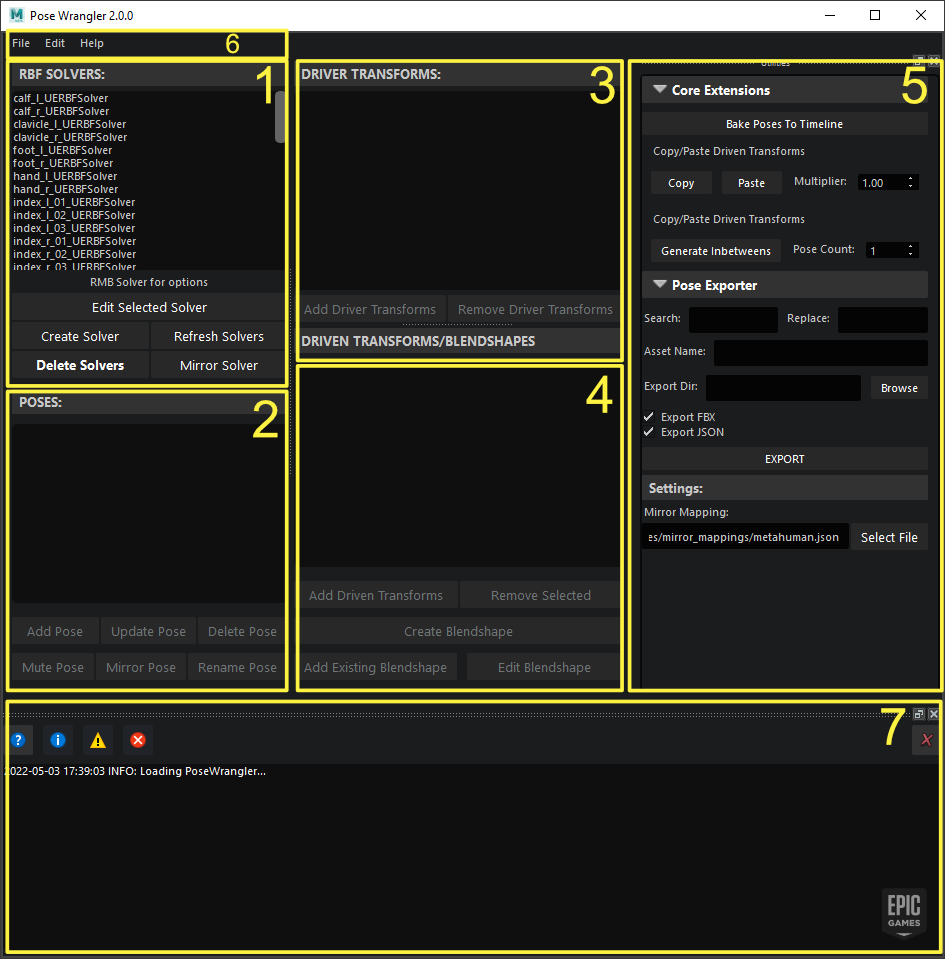 Pose Wrangler 2.0.0
File Edit Help
6
RBF SOLVERS:
1
calf_l_UERBFSolver
calf_r_UERBFSolver
clavicle_l_UERBFSolver
clavicle_r_UERBFSolver
foot_l_UERBFSolver
foot_r_UERBFSolver
hand_l_UERBFSolver
hand_r_UERBFSolver
index_l_01_UERBFSolver
index_l_02_UERBFSolver
index_l_03_UERBFSolver
index_r_01_UERBFSolver
index_r_02_UERBFSolver
index_r_03_UERBFSolver
RMB Solver for options
Edit Selected Solver
Create Solver Refresh Solvers
Delete Solvers Mirror Solver
POSES:
2
Add Pose Update Pose Delete Pose
Mute Pose Mirror Pose Rename Pose
DRIVER TRANSFORMS:
3
Add Driver Transforms Remove Driver Transforms
DRIVEN TRANSFORMS/BLENDSHAPES
4
Add Driven Transforms Remove Selected
Create Blendshape
Add Existing Blendshape Edit Blendshape
Utilities
5
Core Extensions
Bake Poses To Timeline
Copy/Paste Driven Transforms
Copy Paste Multiplier: 1.00
Copy/Paste Driven Transforms
Generate Inbetweens Pose Count: 1
Pose Exporter
Search: Replace:
Asset Name:
Export Dir: Browse
Export FBX
Export JSON
EXPORT
Settings:
Mirror Mapping:
es/mirror_mappings/metahuman.json Select File
7
2022-05-03 17:39:03 INFO: Loading PoseWrangler...
EPIC
GAMES